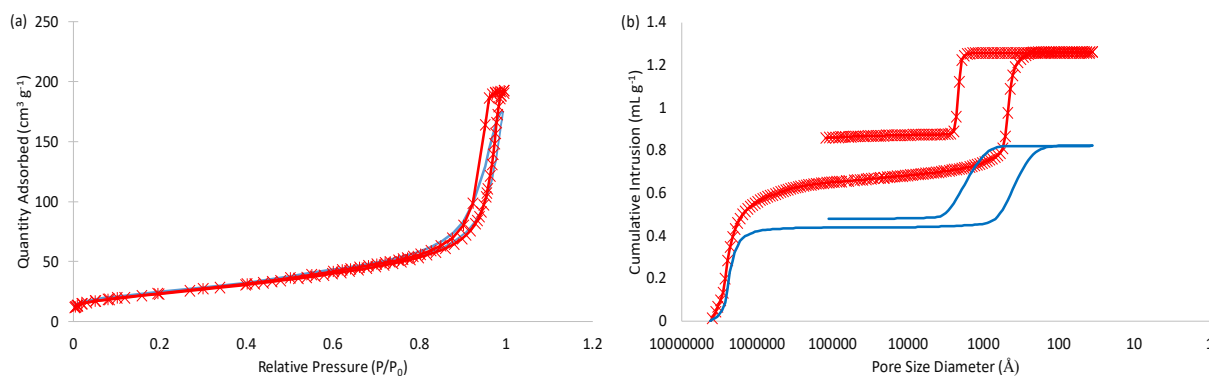 (a)
250
200
150
100
50
0
Quantity Adsorbed (cm³ g⁻¹)
0 0.2 0.4 0.6 0.8 1 1.2
Relative Pressure (P/P₀)
(b)
1.4
1.2
1
0.8
0.6
0.4
0.2
0
Cumulative Intrusion (mL g⁻¹)
10000000 1000000 100000 10000 1000 100 10 1
Pore Size Diameter (Å)